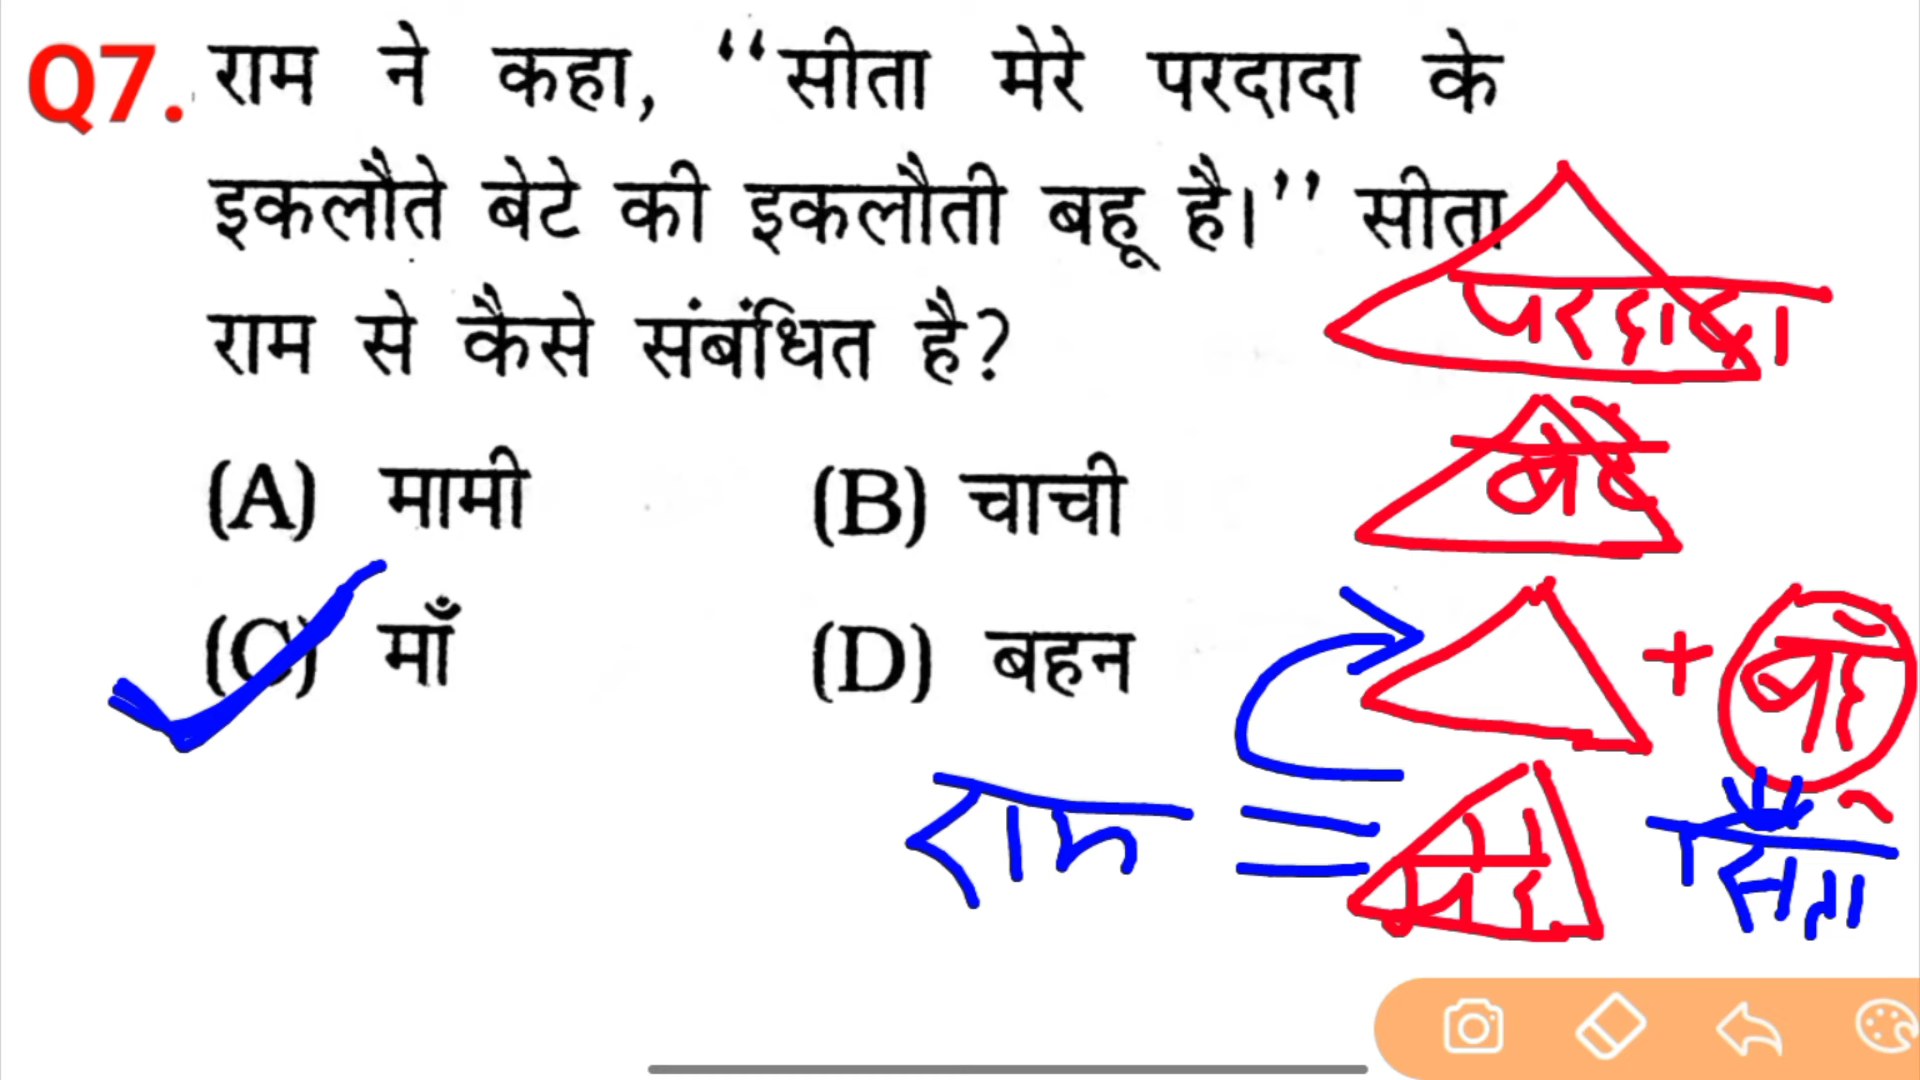 Q7. राम ने कहा, ‘‘सीता मेरे परदादा के
इकलौते बेटे की इकलौती बहू है।’’ सीता
राम से कैसे संबंधित है?
(A) मामी (B) चाची
(C) माँ (D) बहन
परदादा
बेटे
+
राम =